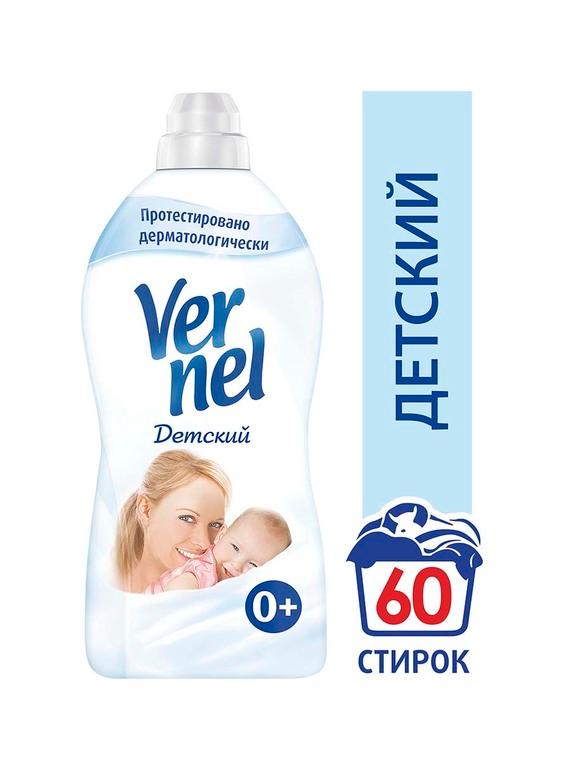 Протестировано
дерматологически
Ver
nel
Детский
0+
ДЕТСКИЙ
60
СТИРОК